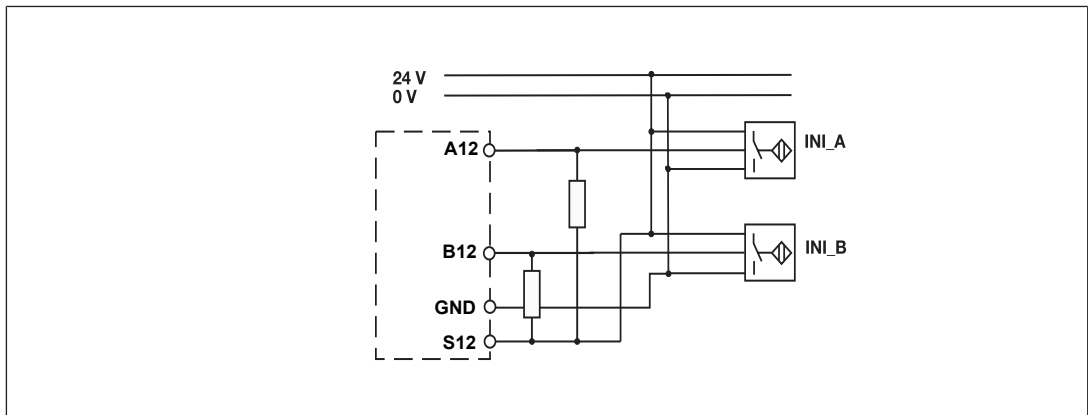 24 V
0 V
A12
INI_A
B12
INI_B
GND
S12